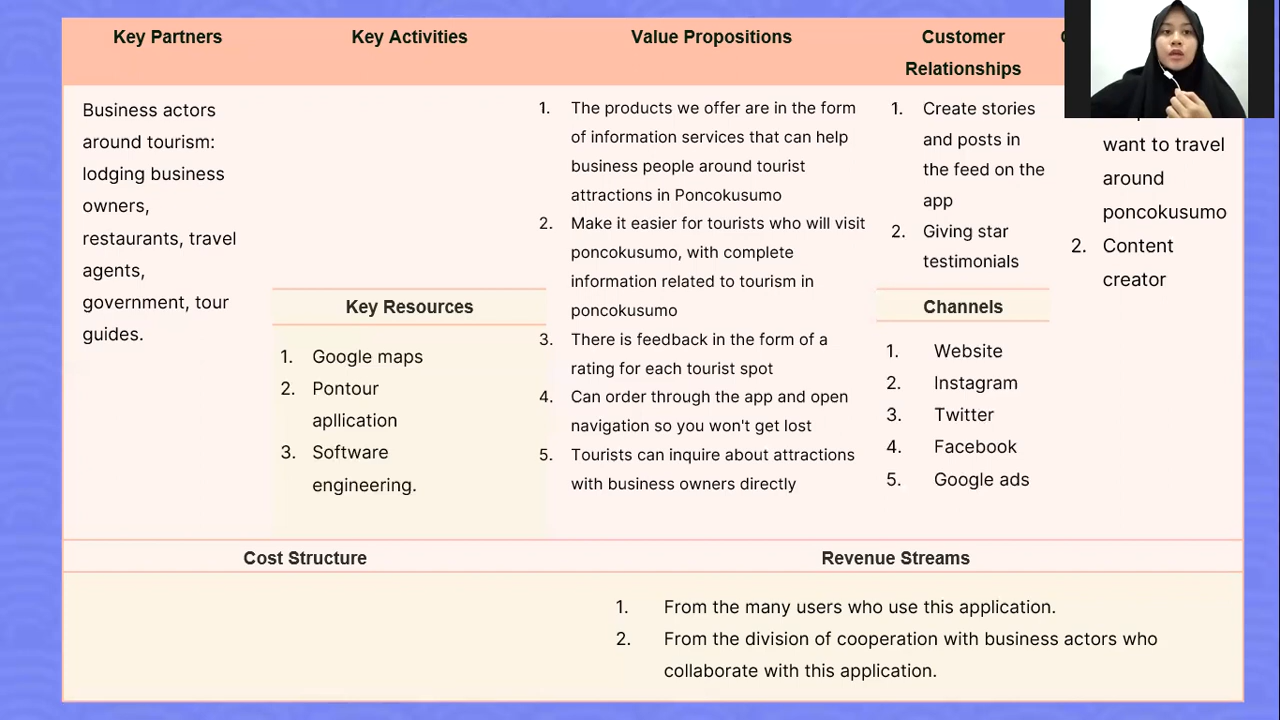 Key Partners
Key Activities
Value Propositions
Customer
Relationships
Business actors
around tourism:
lodging business
owners,
restaurants, travel
agents,
government, tour
guides.
Key Resources
1. Google maps
2. Pontour
apllication
3. Software
engineering.
1. The products we offer are in the form
of information services that can help
business people around tourist
attractions in Poncokusumo
2. Make it easier for tourists who will visit
poncokusumo, with complete
information related to tourism in
poncokusumo
3. There is feedback in the form of a
rating for each tourist spot
4. Can order through the app and open
navigation so you won't get lost
5. Tourists can inquire about attractions
with business owners directly
1. Create stories
and posts in
the feed on the
app
2. Giving star
testimonials
Channels
1. Website
2. Instagram
3. Twitter
4. Facebook
5. Google ads
want to travel
around
poncokusumo
2. Content
creator
Cost Structure
Revenue Streams
1. From the many users who use this application.
2. From the division of cooperation with business actors who
collaborate with this application.